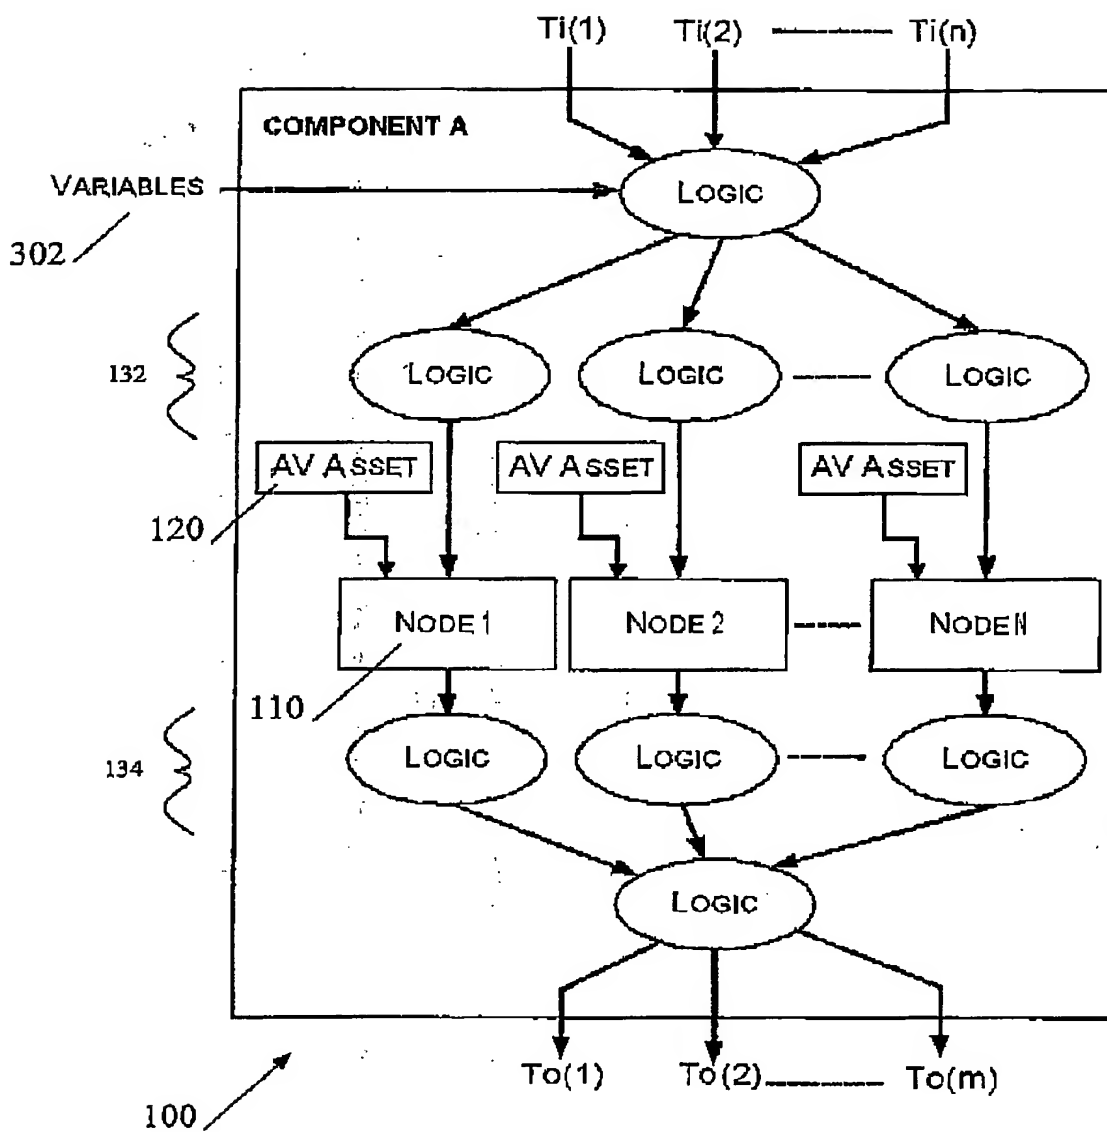 Ti(1) Ti(2) Ti(n)
COMPONENT A
VARIABLES
LOGIC
302
132
LOGIC LOGIC LOGIC
AV ASSET AV ASSET AV ASSET
120
NODE 1 NODE 2 NODE N
110
134
LOGIC LOGIC LOGIC
LOGIC
To(1) To(2) To(m)
100